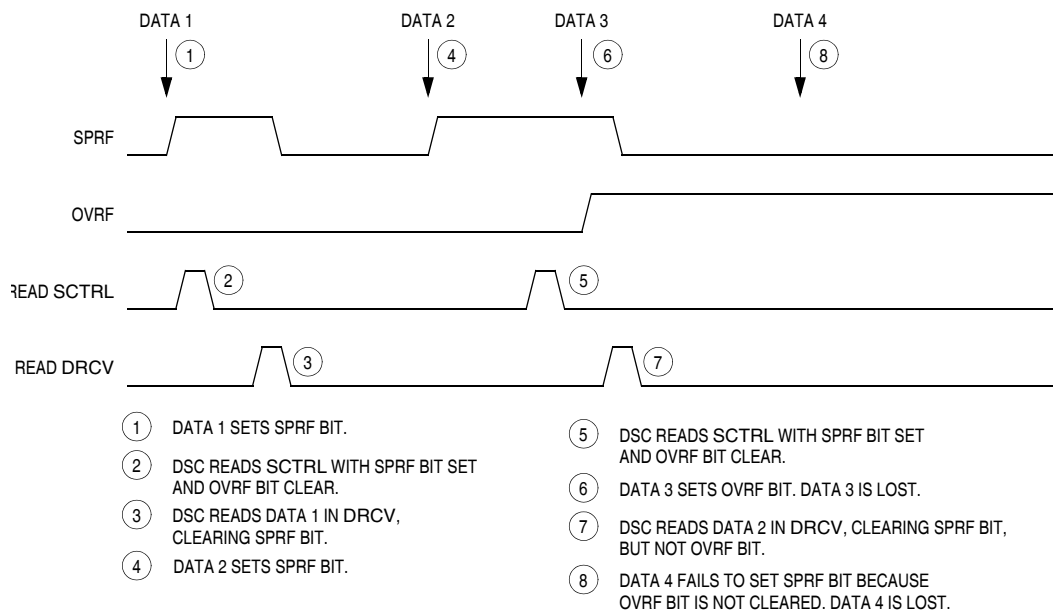 DATA 1 DATA 2 DATA 3 DATA 4
1 4 6 8
SPRF
OVRF
READ SCTRL 2 5
READ DRCV 3 7
1 DATA 1 SETS SPRF BIT.
2 DSC READS SCTRL WITH SPRF BIT SET
AND OVRF BIT CLEAR.
3 DSC READS DATA 1 IN DRCV,
CLEARING SPRF BIT.
4 DATA 2 SETS SPRF BIT.
5 DSC READS SCTRL WITH SPRF BIT SET
AND OVRF BIT CLEAR.
6 DATA 3 SETS OVRF BIT. DATA 3 IS LOST.
7 DSC READS DATA 2 IN DRCV, CLEARING SPRF BIT,
BUT NOT OVRF BIT.
8 DATA 4 FAILS TO SET SPRF BIT BECAUSE
OVRF BIT IS NOT CLEARED. DATA 4 IS LOST.